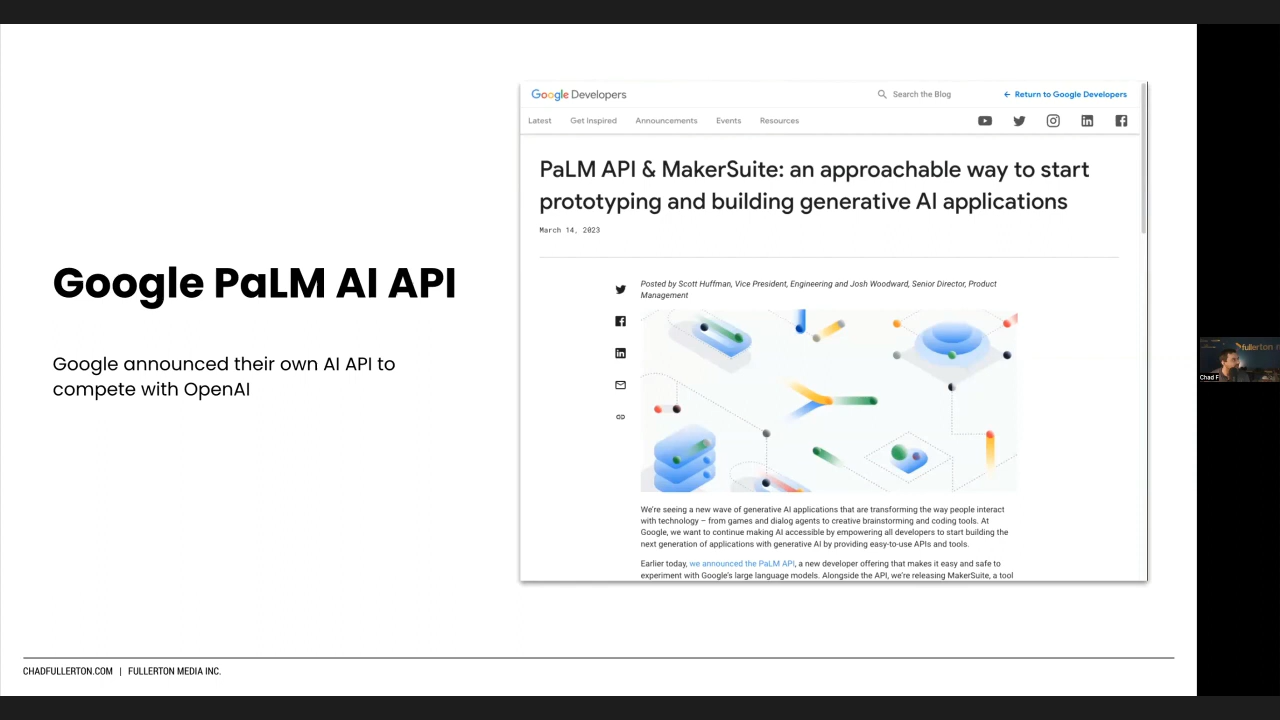 Google PaLM AI API
Google announced their own AI API to
compete with OpenAI
Google Developers
Search the Blog
Return to Google Developers
Latest Get Inspired Announcements Events Resources
PaLM API & MakerSuite: an approachable way to start
prototyping and building generative AI applications
March 14, 2023
Posted by Scott Huffman, Vice President, Engineering and Josh Woodward, Senior Director, Product
Management
We're seeing a new wave of generative AI applications that are transforming the way people interact
with technology – from games and dialog agents to creative brainstorming and coding tools. At
Google, we want to continue making AI accessible by empowering all developers to start building the
next generation of applications with generative AI by providing easy-to-use APIs and tools.
Earlier today, we announced the PaLM API, a new developer offering that makes it easy and safe to
experiment with Google's large language models. Alongside the API, we're releasing MakerSuite, a tool
CHADFULLERTON.COM | FULLERTON MEDIA INC.
fullerton
Chad F